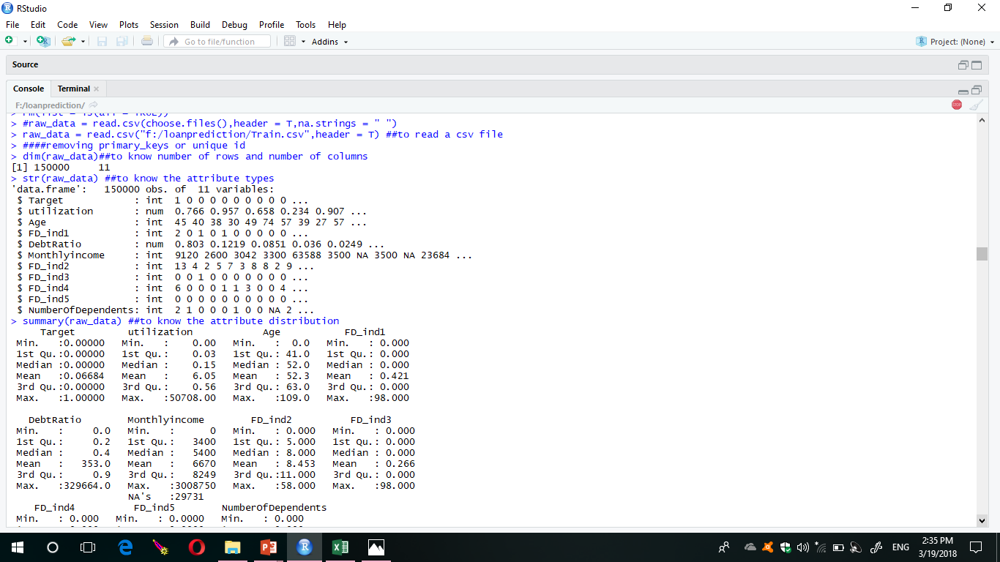 RStudio
File Edit Code View Plots Session Build Debug Profile Tools Help
Go to file/function Addins Project: (None)
Source
Console Terminal
F:/loanprediction/
STOP
> #raw_data = read.csv(choose.files(),header = T,na.strings = " ")
> raw_data = read.csv("f:/loanprediction/Train.csv",header = T) ##to read a csv file
> ####removing primary_keys or unique id
> dim(raw_data)##to know number of rows and number of columns
[1] 150000     11
> str(raw_data) ##to know the attribute types
'data.frame':   150000 obs. of  11 variables:
 $ Target            : int  1 0 0 0 0 0 0 0 0 0 ...
 $ utilization       : num  0.766 0.957 0.658 0.234 0.907 ...
 $ Age               : int  45 40 38 30 49 74 57 39 27 57 ...
 $ FD_ind1           : int  2 0 1 0 1 0 0 0 0 0 ...
 $ DebtRatio         : num  0.803 0.1219 0.0851 0.036 0.0249 ...
 $ Monthlyincome     : int  9120 2600 3042 3300 63588 3500 NA 3500 NA 23684 ...
 $ FD_ind2           : int  13 4 2 5 7 3 8 8 2 9 ...
 $ FD_ind3           : int  0 0 1 0 0 0 0 0 0 0 ...
 $ FD_ind4           : int  6 0 0 0 1 1 3 0 0 4 ...
 $ FD_ind5           : int  0 0 0 0 0 0 0 0 0 0 ...
 $ NumberOfDependents: int  2 1 0 0 0 1 0 0 NA 2 ...
> summary(raw_data) ##to know the attribute distribution
     Target         utilization            Age           FD_ind1
 Min.   :0.00000   Min.   :    0.00   Min.   :  0.0   Min.   : 0.000
 1st Qu.:0.00000   1st Qu.:    0.03   1st Qu.: 41.0   1st Qu.: 0.000
 Median :0.00000   Median :    0.15   Median : 52.0   Median : 0.000
 Mean   :0.06684   Mean   :    6.05   Mean   : 52.3   Mean   : 0.421
 3rd Qu.:0.00000   3rd Qu.:    0.56   3rd Qu.: 63.0   3rd Qu.: 0.000
 Max.   :1.00000   Max.   :50708.00   Max.   :109.0   Max.   :98.000
   DebtRatio        Monthlyincome        FD_ind2          FD_ind3
 Min.   :     0.0   Min.   :      0   Min.   : 0.000   Min.   : 0.000
 1st Qu.:     0.2   1st Qu.:   3400   1st Qu.: 5.000   1st Qu.: 0.000
 Median :     0.4   Median :   5400   Median : 8.000   Median : 0.000
 Mean   :   353.0   Mean   :   6670   Mean   : 8.453   Mean   : 0.266
 3rd Qu.:     0.9   3rd Qu.:   8249   3rd Qu.:11.000   3rd Qu.: 0.000
 Max.   :329664.0   Max.   :3008750   Max.   :58.000   Max.   :98.000
                    NA's   :29731
    FD_ind4          FD_ind5        NumberOfDependents
 Min.   : 0.000   Min.   : 0.0000   Min.   : 0.000
ENG 2:35 PM
3/19/2018